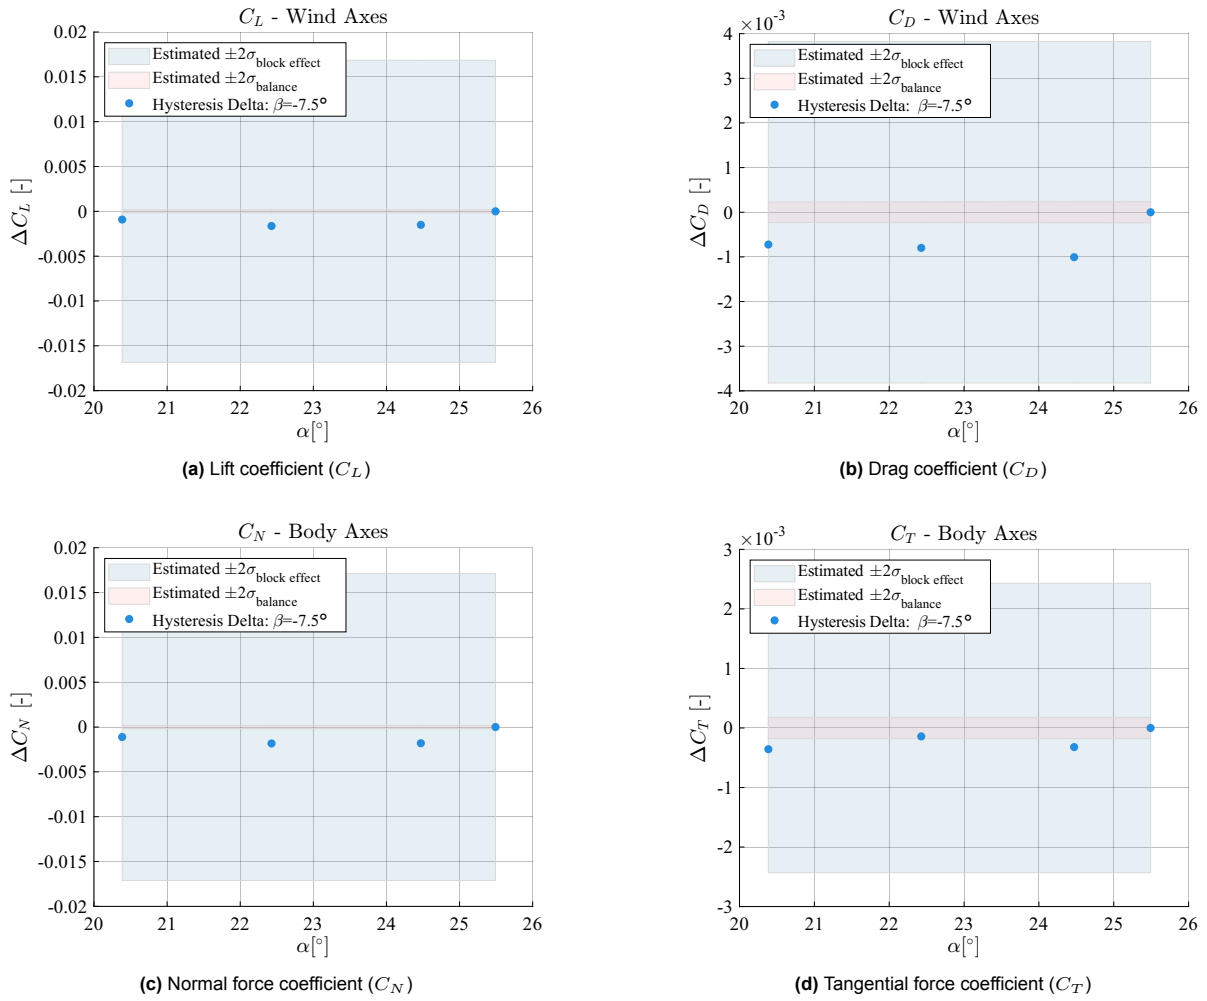 C_L - Wind Axes
0.02
0.015
0.01
0.005
0
-0.005
-0.01
-0.015
-0.02
ΔC_L [-]
Estimated ±2σ_block effect
Estimated ±2σ_balance
Hysteresis Delta: β=-7.5°
20 21 22 23 24 25 26
α[°]
(a) Lift coefficient (C_L)
C_D - Wind Axes
×10⁻³
4
3
2
1
0
-1
-2
-3
-4
ΔC_D [-]
Estimated ±2σ_block effect
Estimated ±2σ_balance
Hysteresis Delta: β=-7.5°
20 21 22 23 24 25 26
α[°]
(b) Drag coefficient (C_D)
C_N - Body Axes
0.02
0.015
0.01
0.005
0
-0.005
-0.01
-0.015
-0.02
ΔC_N [-]
Estimated ±2σ_block effect
Estimated ±2σ_balance
Hysteresis Delta: β=-7.5°
20 21 22 23 24 25 26
α[°]
(c) Normal force coefficient (C_N)
C_T - Body Axes
×10⁻³
3
2
1
0
-1
-2
-3
ΔC_T [-]
Estimated ±2σ_block effect
Estimated ±2σ_balance
Hysteresis Delta: β=-7.5°
20 21 22 23 24 25 26
α[°]
(d) Tangential force coefficient (C_T)